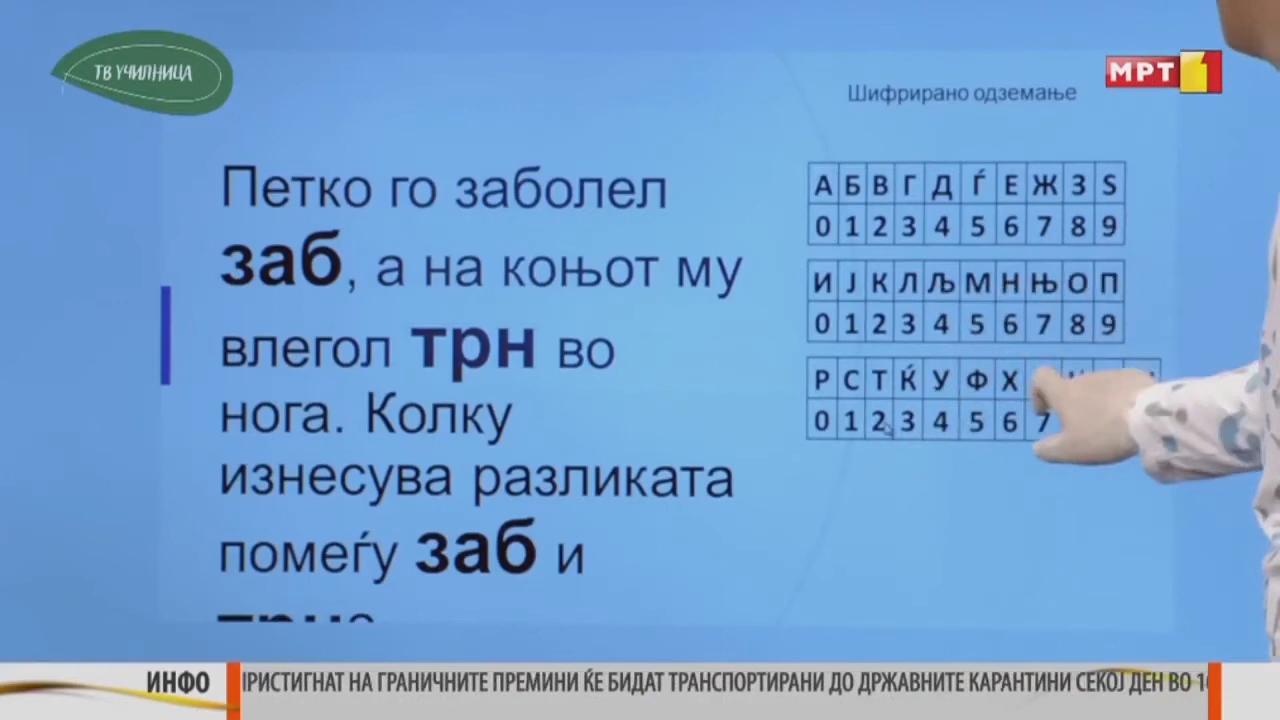 ТВ УЧИЛНИЦА
МРТ 1
Шифрирано одземање
Петко го заболел
заб, а на коњот му
влегол трн во
нога. Колку
изнесува разликата
помеѓу заб и
А Б В Г Д Ѓ Е Ж З Ѕ
0 1 2 3 4 5 6 7 8 9
И Ј К Л Љ М Н Њ О П
0 1 2 3 4 5 6 7 8 9
Р С Т Ќ У Ф Х
0 1 2 3 4 5 6 7
ИНФО
ПРИСТИГНАТ НА ГРАНИЧНИТЕ ПРЕМИНИ ЌЕ БИДАТ ТРАНСПОРТИРАНИ ДО ДРЖАВНИТЕ КАРАНТИНИ СЕКОЈ ДЕН ВО